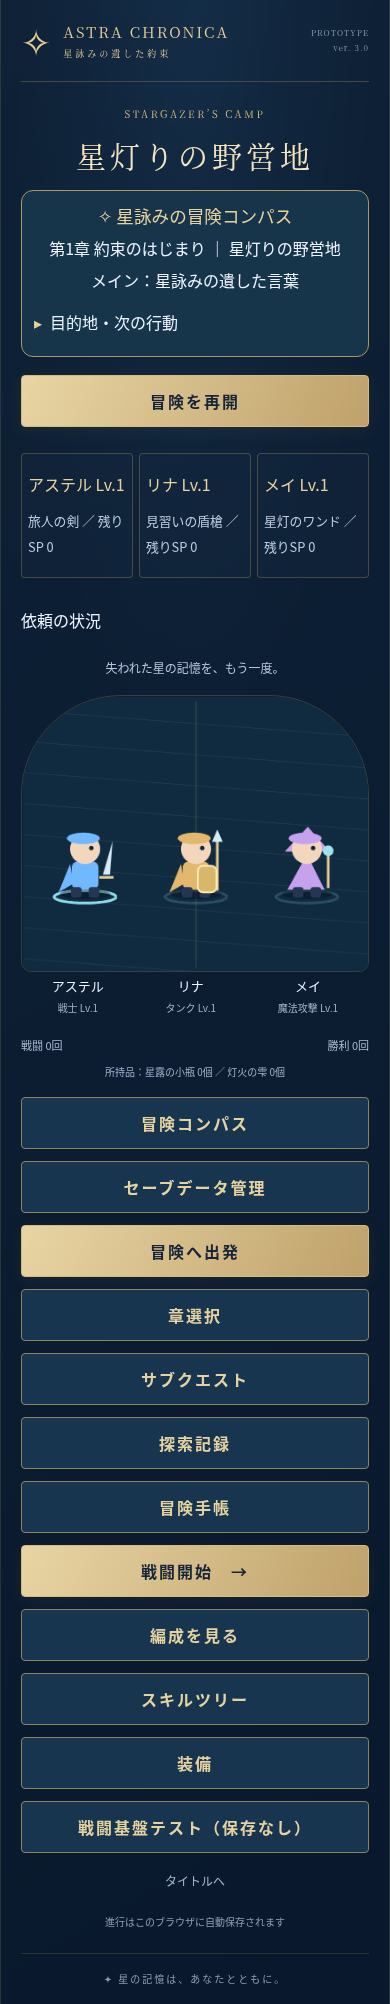 ASTRA CHRONICA
星詠みの遺した約束
PROTOTYPE
ver. 3.0
STARGAZER'S CAMP
星灯りの野営地
✧ 星詠みの冒険コンパス
第1章 約束のはじまり ｜ 星灯りの野営地
メイン：星詠みの遺した言葉
▸ 目的地・次の行動
冒険を再開
アステル Lv.1
旅人の剣 ／ 残り
SP 0
リナ Lv.1
見習いの盾槍 ／
残りSP 0
メイ Lv.1
星灯のワンド ／
残りSP 0
依頼の状況
失われた星の記憶を、もう一度。
アステル
戦士 Lv.1
リナ
タンク Lv.1
メイ
魔法攻撃 Lv.1
戦闘 0回
勝利 0回
所持品：星露の小瓶 0個 ／ 灯火の雫 0個
冒険コンパス
セーブデータ管理
冒険へ出発
章選択
サブクエスト
探索記録
冒険手帳
戦闘開始　→
編成を見る
スキルツリー
装備
戦闘基盤テスト（保存なし）
タイトルへ
進行はこのブラウザに自動保存されます
✦ 星の記憶は、あなたとともに。